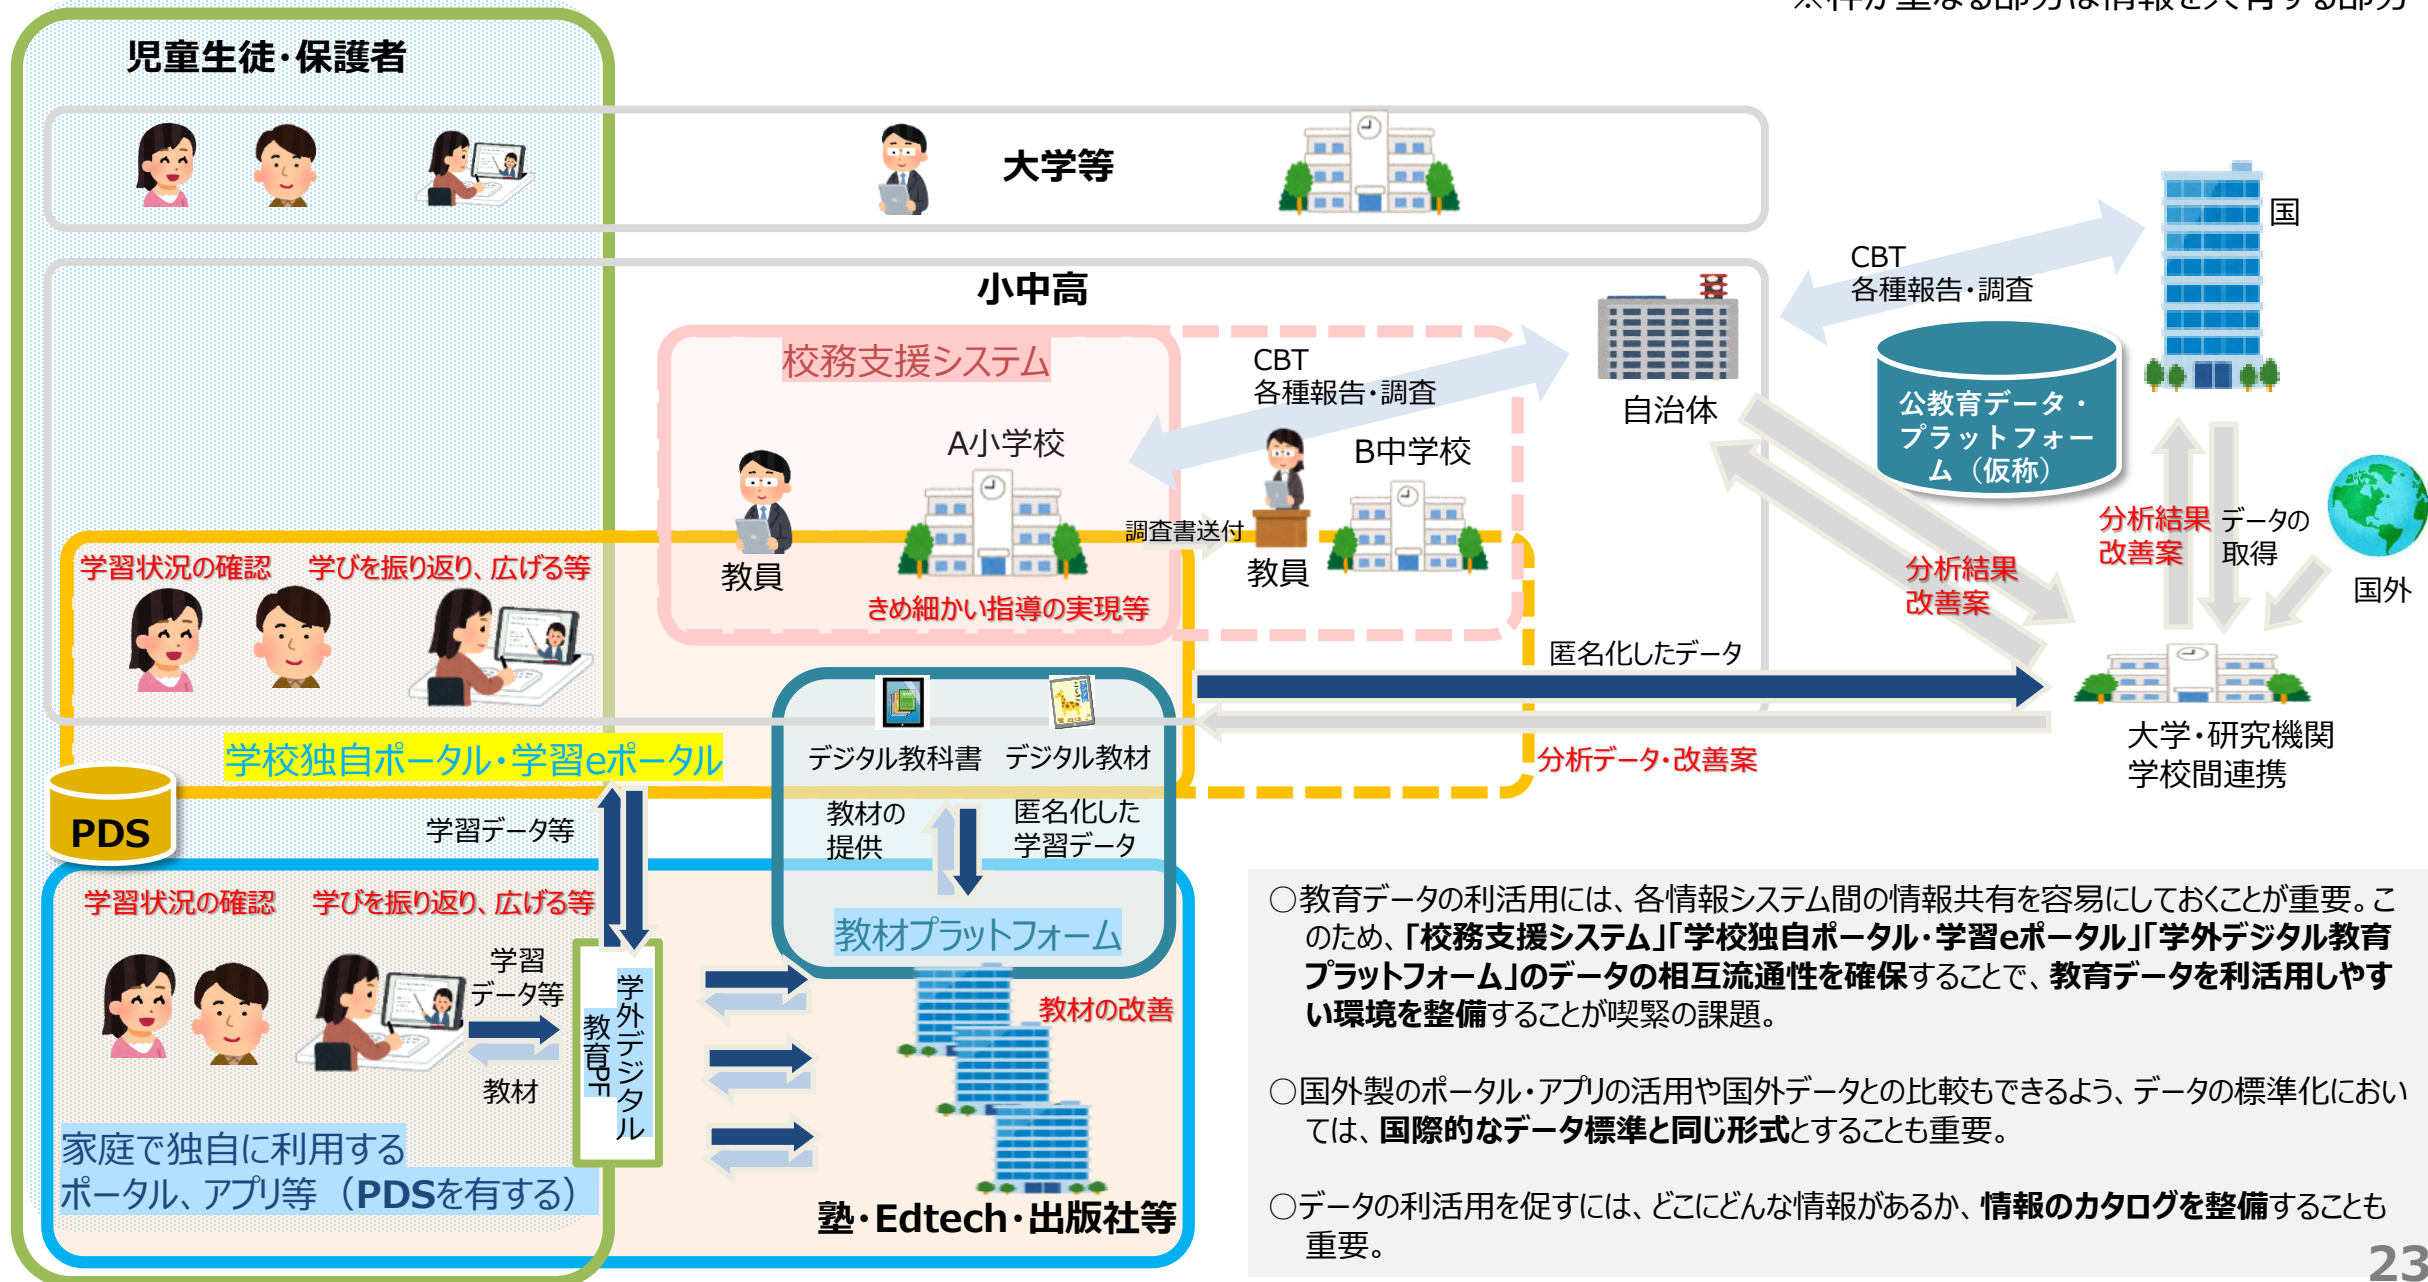 ※枠が重なる部分は情報を共有する部分
児童生徒・保護者
大学等
国
CBT
各種報告・調査
小中高
校務支援システム
CBT
各種報告・調査
自治体
公教育データ・
プラットフォー
ム（仮称）
A小学校
B中学校
調査書送付
教員
教員
きめ細かい指導の実現等
学習状況の確認
学びを振り返り、広げる等
分析結果
改善案
データの
取得
分析結果
改善案
国外
匿名化したデータ
分析データ・改善案
大学・研究機関
学校間連携
デジタル教科書
デジタル教材
学校独自ポータル・学習eポータル
PDS
学習データ等
教材の
提供
匿名化した
学習データ
教材プラットフォーム
学習状況の確認
学びを振り返り、広げる等
学習
データ等
教材
学外デジタル
教育PF
教材の改善
家庭で独自に利用する
ポータル、アプリ等（PDSを有する）
塾・Edtech・出版社等
○教育データの利活用には、各情報システム間の情報共有を容易にしておくことが重要。こ
のため、「校務支援システム」「学校独自ポータル・学習eポータル」「学外デジタル教育
プラットフォーム」のデータの相互流通性を確保することで、教育データを利活用しやす
い環境を整備することが喫緊の課題。
○国外製のポータル・アプリの活用や国外データとの比較もできるよう、データの標準化におい
ては、国際的なデータ標準と同じ形式とすることも重要。
○データの利活用を促すには、どこにどんな情報があるか、情報のカタログを整備することも
重要。
23